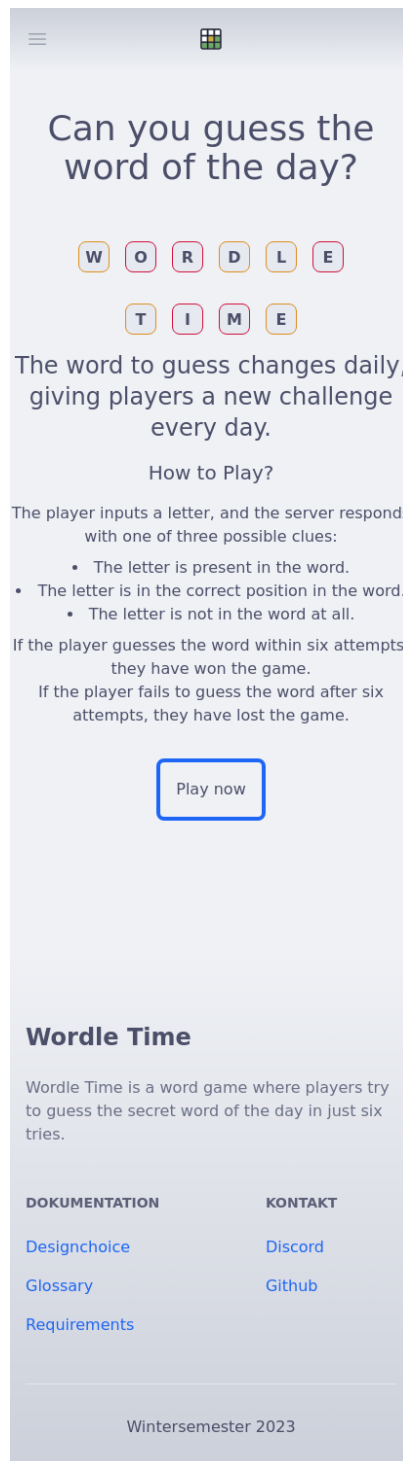 Can you guess the
word of the day?
W O R D L E
T I M E
The word to guess changes daily,
giving players a new challenge
every day.
How to Play?
The player inputs a letter, and the server responds
with one of three possible clues:
• The letter is present in the word.
• The letter is in the correct position in the word.
• The letter is not in the word at all.
If the player guesses the word within six attempts
they have won the game.
If the player fails to guess the word after six
attempts, they have lost the game.
Play now
Wordle Time
Wordle Time is a word game where players try
to guess the secret word of the day in just six
tries.
DOKUMENTATION
Designchoice
Glossary
Requirements
KONTAKT
Discord
Github
Wintersemester 2023